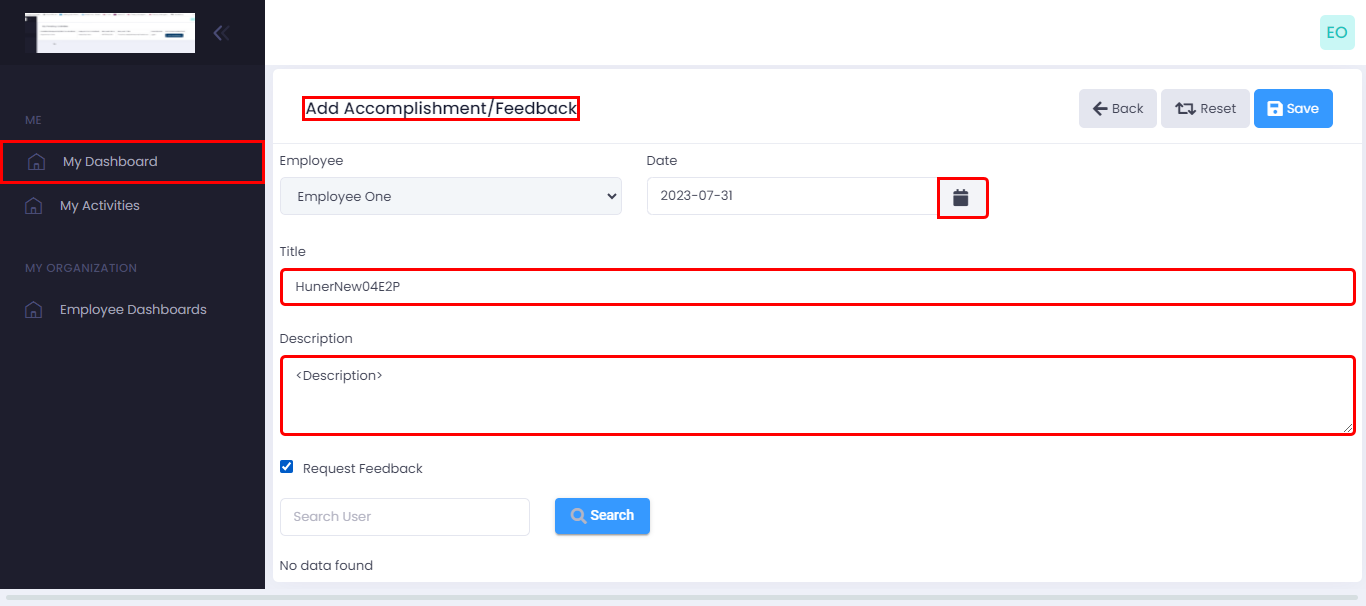 EO
ME
My Dashboard
My Activities
MY ORGANIZATION
Employee Dashboards
Add Accomplishment/Feedback
Back
Reset
Save
Employee
Date
Employee One
2023-07-31
Title
HunerNew04E2P
Description
<Description>
Request Feedback
Search User
Search
No data found